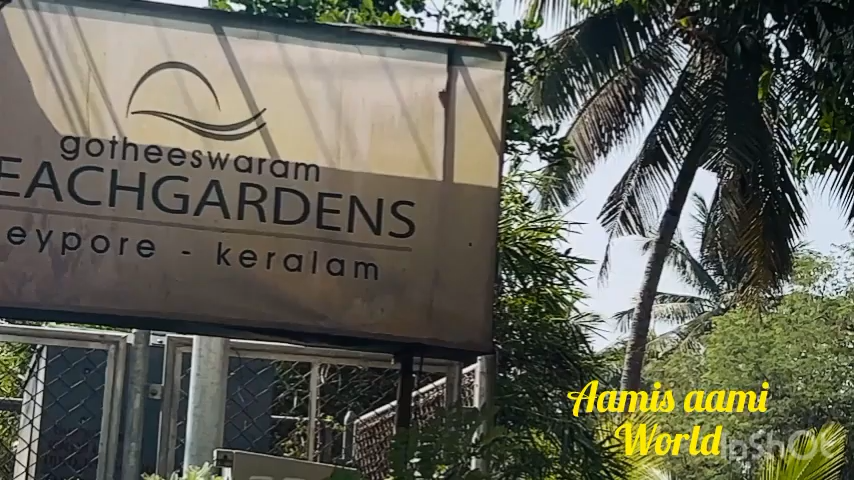 gotheeswaram
EACHGARDENS
eypore - keralam
Aamis aami
World